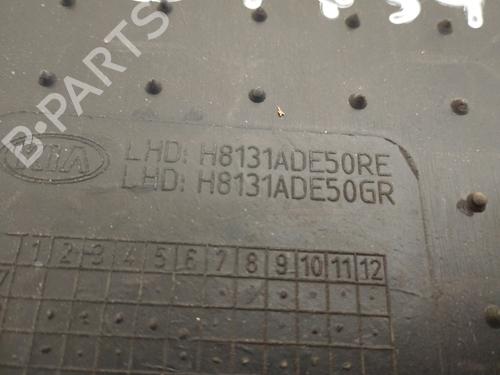 B-PARTS
KIA
LHD: H8131ADE50RE
LHD: H8131ADE50GR
1 2 3 4 5 6 7 8 9 10 11 12